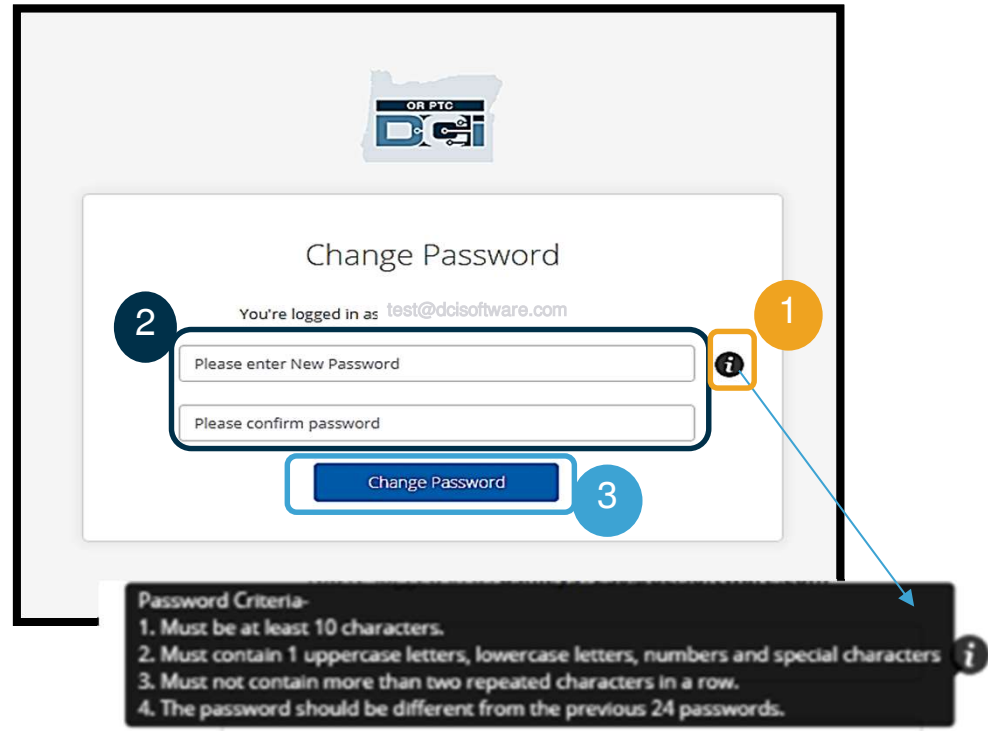 OR PTC
DCI
Change Password
You're logged in as test@dcisoftware.com
1
2
Please enter New Password
i
Please confirm password
Change Password
3
Password Criteria-
1. Must be at least 10 characters.
2. Must contain 1 uppercase letters, lowercase letters, numbers and special characters
i
3. Must not contain more than two repeated characters in a row.
4. The password should be different from the previous 24 passwords.